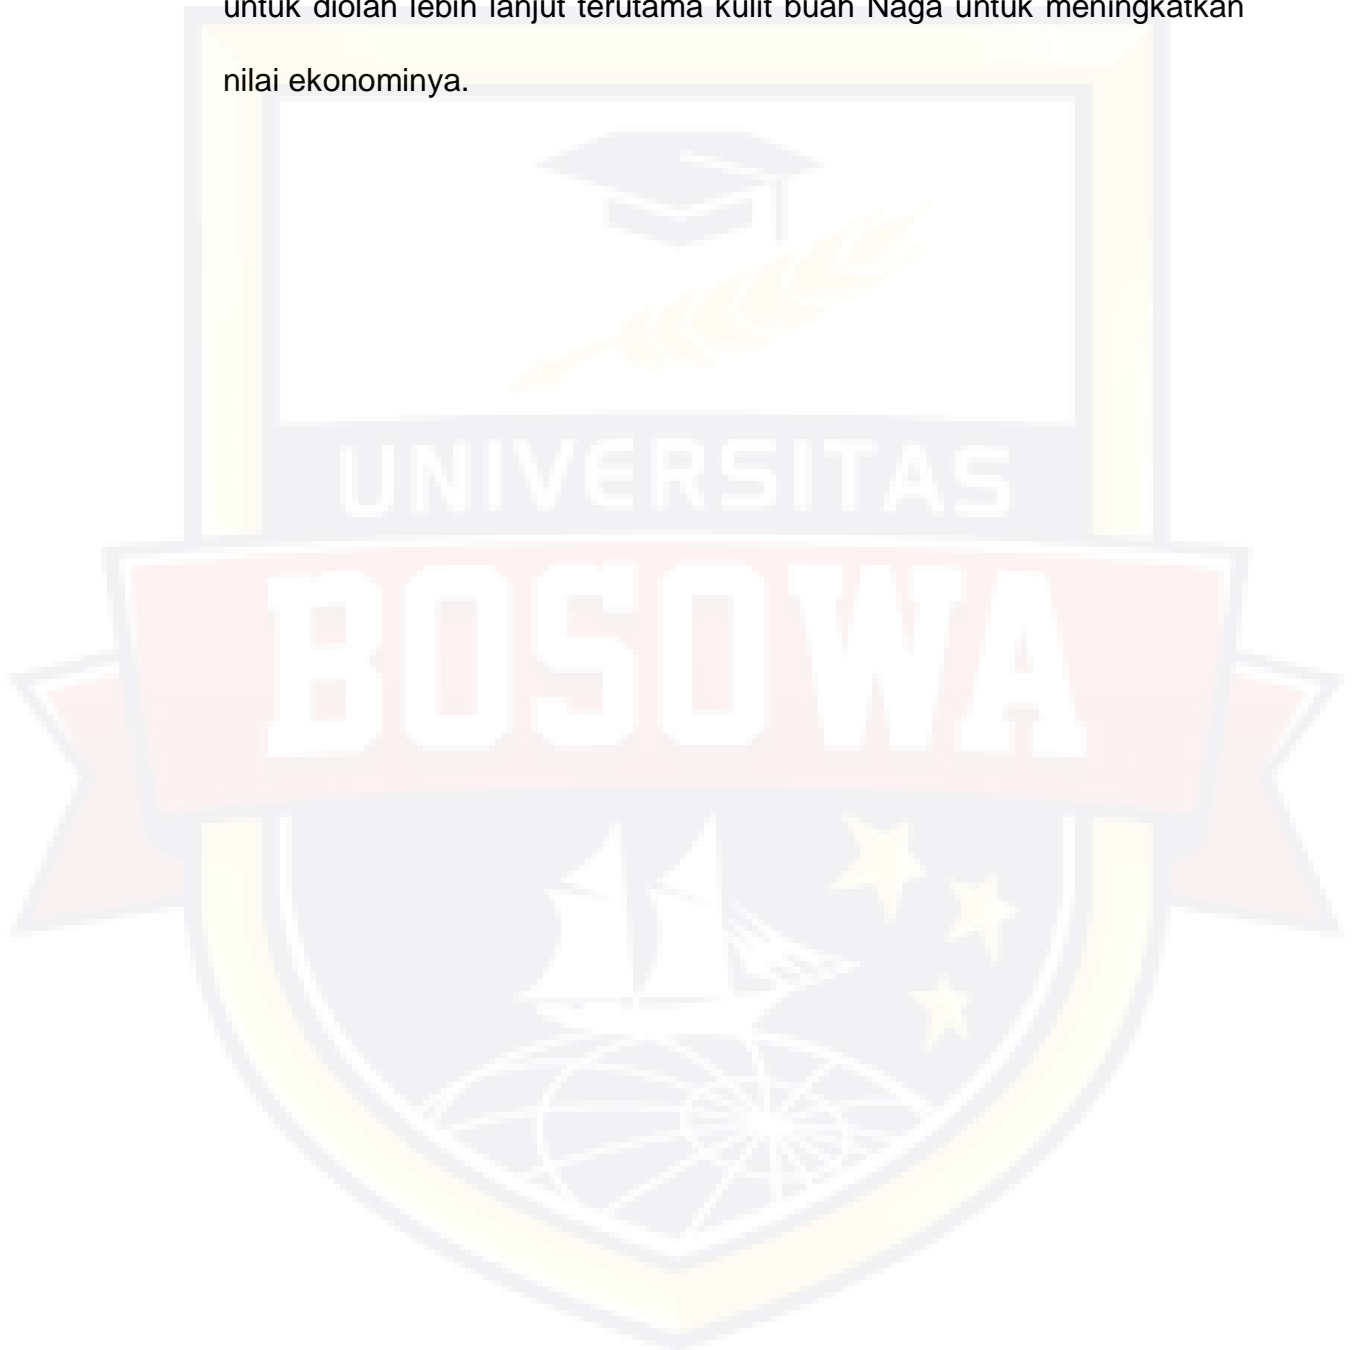 untuk diolah lebih lanjut terutama kulit buah Naga untuk meningkatkan
nilai ekonominya.
UNIVERSITAS
BOSOWA